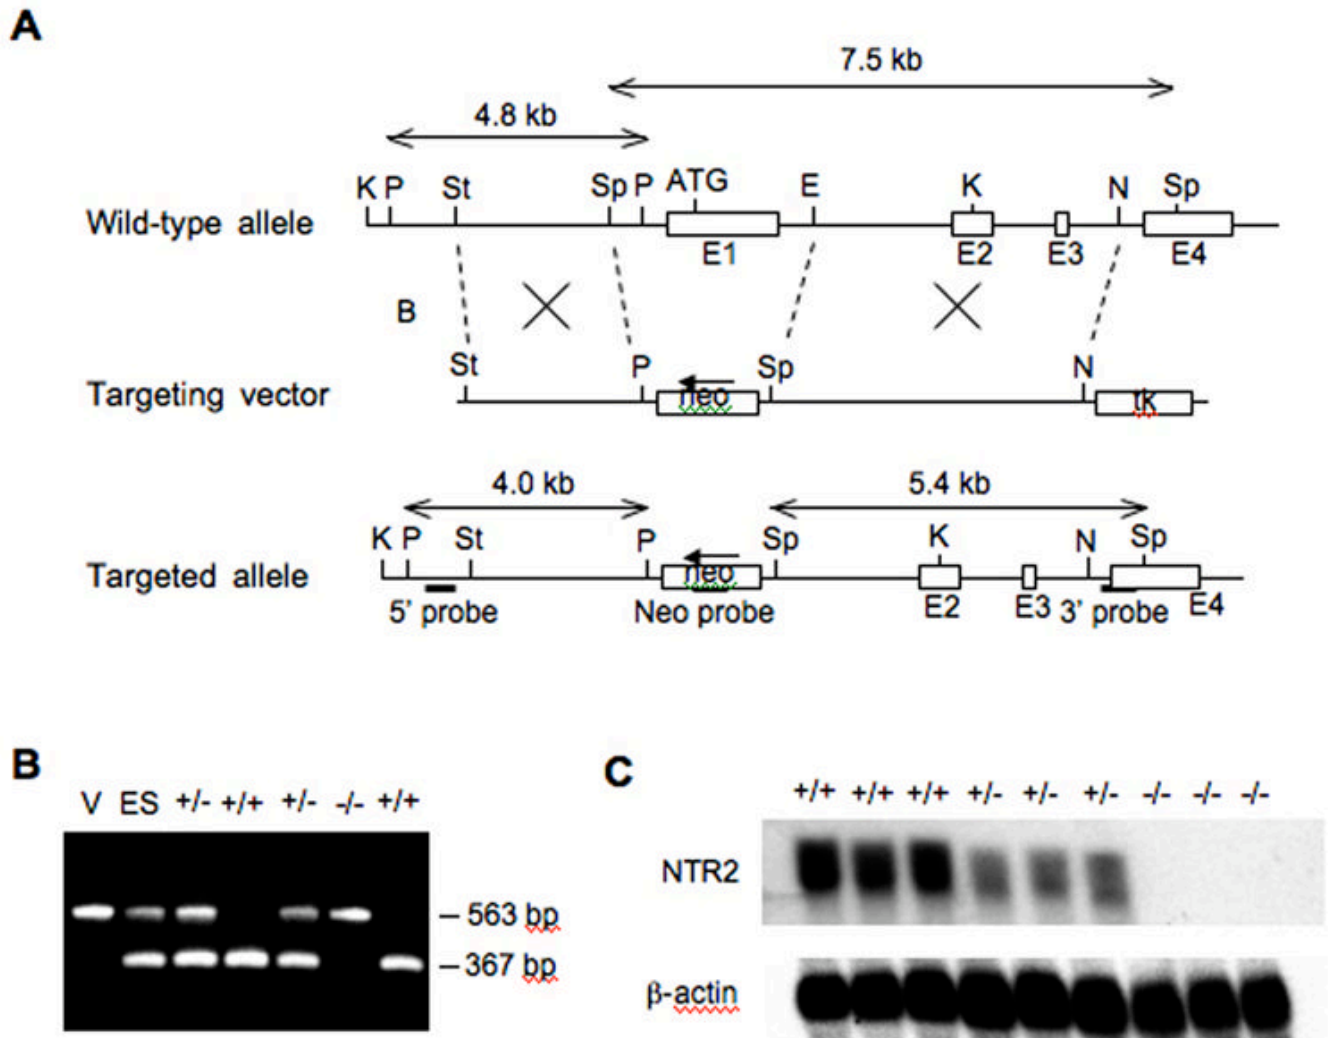 A
7.5 kb
4.8 kb
K P St Sp P ATG E K N Sp
Wild-type allele
E1 E2 E3 E4
B
St P Sp N
Targeting vector neo tk
4.0 kb 5.4 kb
K P St P Sp K N Sp
Targeted allele neo
5' probe Neo probe E2 E3 3' probe E4
B
V ES +/- +/+ +/- -/- +/+
563 bp
367 bp
C
+/+ +/+ +/+ +/- +/- +/- -/- -/- -/-
NTR2
β-actin